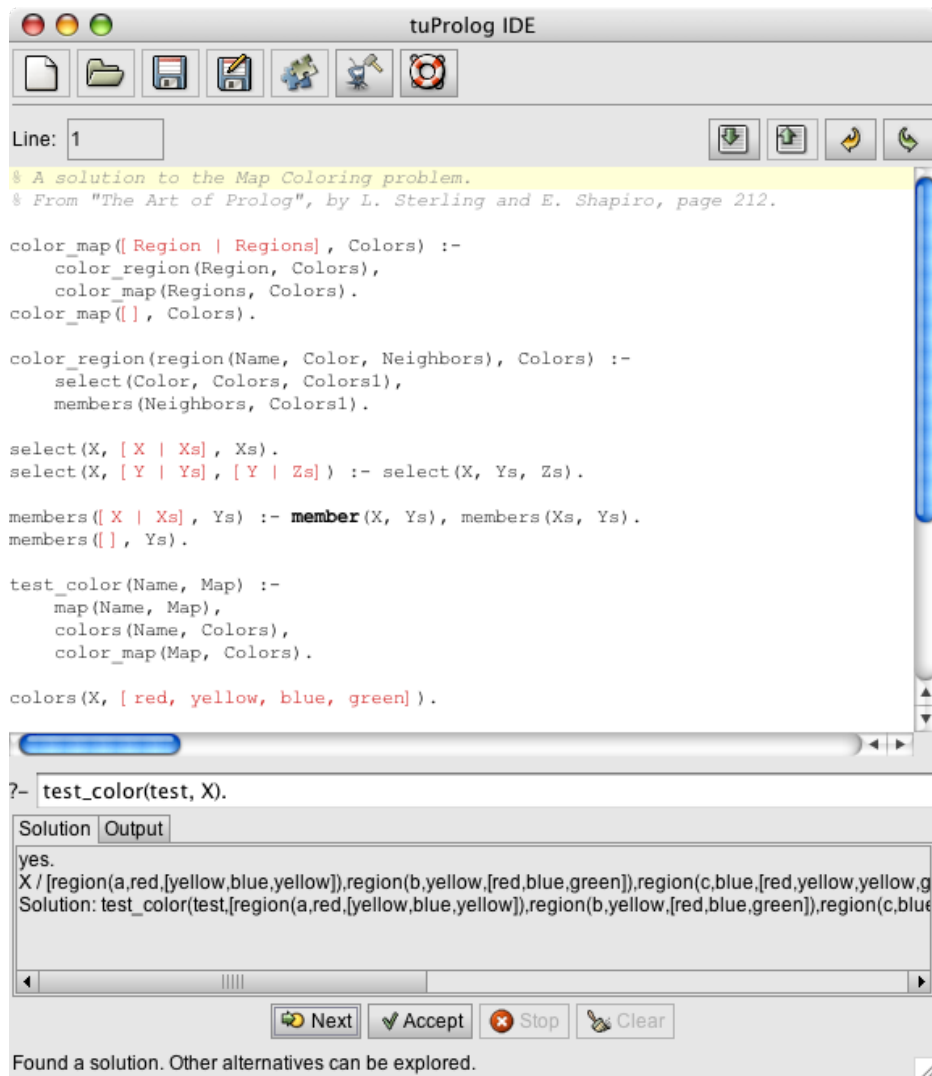 tuProlog IDE
Line: 1
% A solution to the Map Coloring problem.
% From "The Art of Prolog", by L. Sterling and E. Shapiro, page 212.
color_map([Region | Regions], Colors) :-
    color_region(Region, Colors),
    color_map(Regions, Colors).
color_map([], Colors).
color_region(region(Name, Color, Neighbors), Colors) :-
    select(Color, Colors, Colors1),
    members(Neighbors, Colors1).
select(X, [X | Xs], Xs).
select(X, [Y | Ys], [Y | Zs]) :- select(X, Ys, Zs).
members([X | Xs], Ys) :- member(X, Ys), members(Xs, Ys).
members([], Ys).
test_color(Name, Map) :-
    map(Name, Map),
    colors(Name, Colors),
    color_map(Map, Colors).
colors(X, [red, yellow, blue, green]).
?- test_color(test, X).
Solution Output
yes.
X / [region(a,red,[yellow,blue,yellow]),region(b,yellow,[red,blue,green]),region(c,blue,[red,yellow,yellow,g
Solution: test_color(test,[region(a,red,[yellow,blue,yellow]),region(b,yellow,[red,blue,green]),region(c,blue
Next Accept Stop Clear
Found a solution. Other alternatives can be explored.